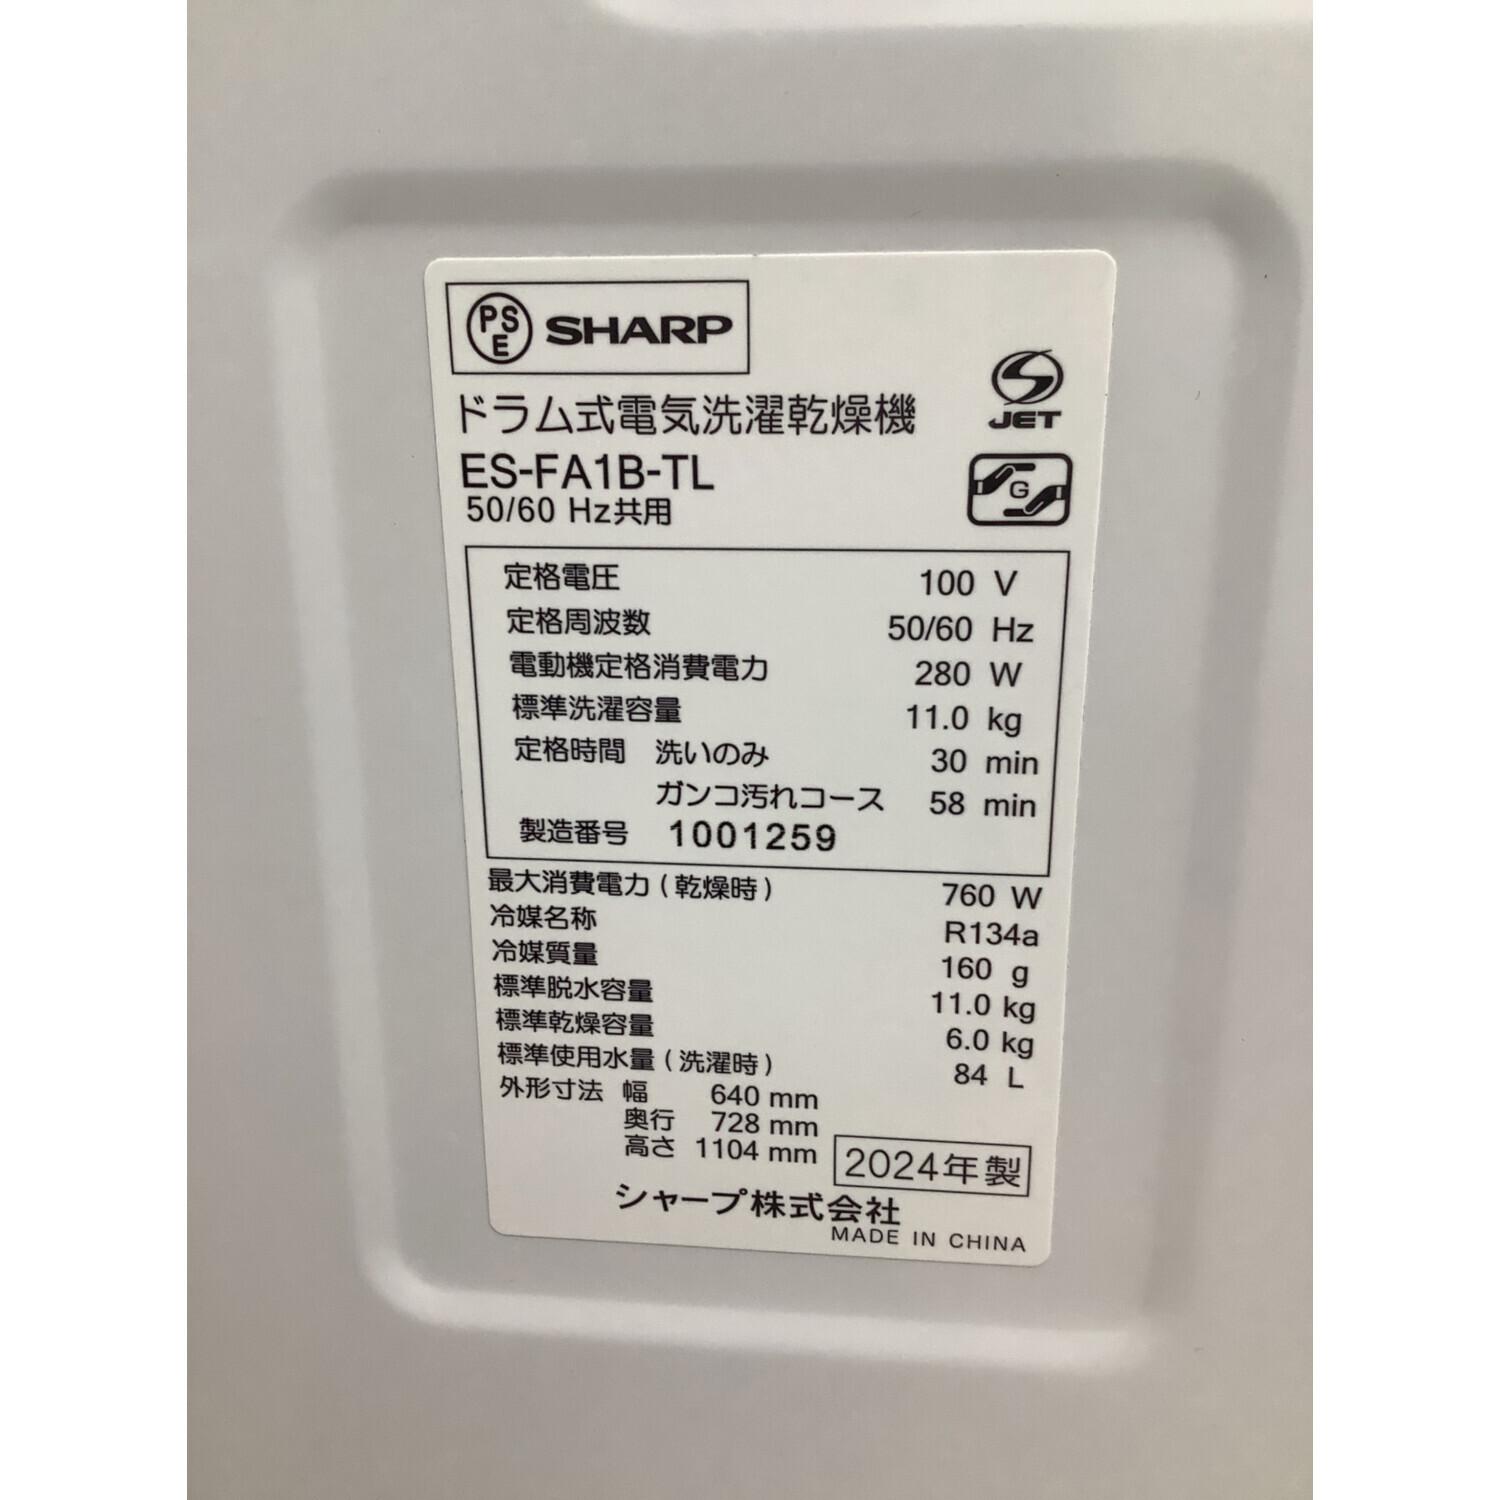 PSE SHARP
JET
ドラム式電気洗濯乾燥機
ES-FA1B-TL
G
50/60 Hz共用
定格電圧 100 V
定格周波数 50/60 Hz
電動機定格消費電力 280 W
標準洗濯容量 11.0 kg
定格時間 洗いのみ 30 min
ガンコ汚れコース 58 min
製造番号 1001259
最大消費電力(乾燥時) 760 W
冷媒名称 R134a
冷媒質量 160 g
標準脱水容量 11.0 kg
標準乾燥容量 6.0 kg
標準使用水量(洗濯時) 84 L
外形寸法 幅 640 mm
奥行 728 mm
高さ 1104 mm
2024年製
シャープ株式会社
MADE IN CHINA